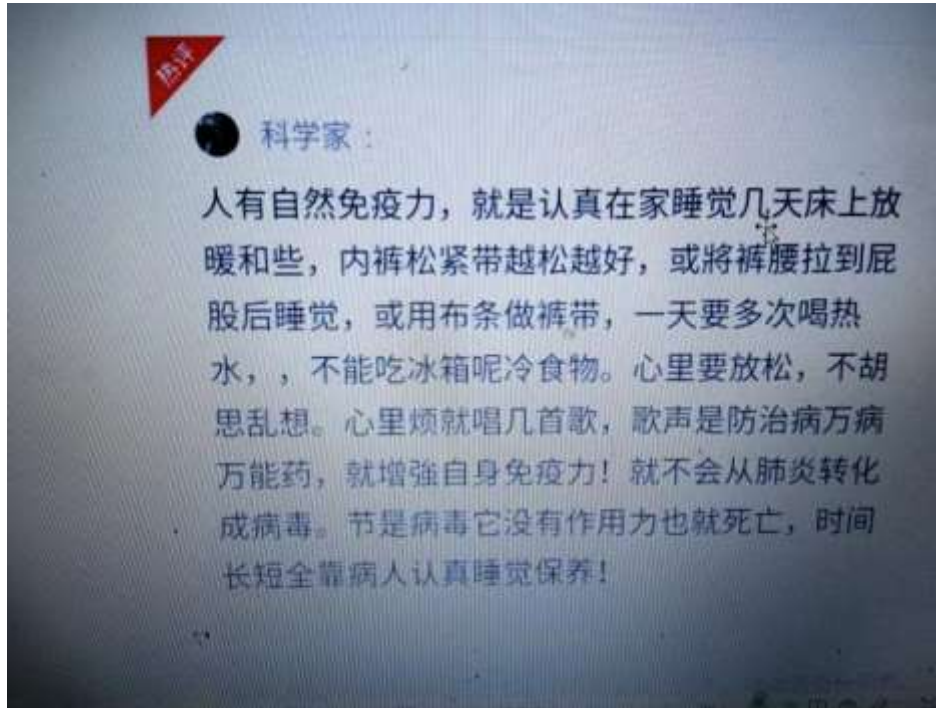 热评
科学家：
人有自然免疫力，就是认真在家睡觉几天床上放
暖和些，内裤松紧带越松越好，或將裤腰拉到屁
股后睡觉，或用布条做裤带，一天要多次喝热
水，，不能吃冰箱呢冷食物。心里要放松，不胡
思乱想。心里烦就唱几首歌，歌声是防治病万病
万能药，就增強自身免疫力！就不会从肺炎转化
成病毒。节是病毒它没有作用力也就死亡，时间
长短全靠病人认真睡觉保养！